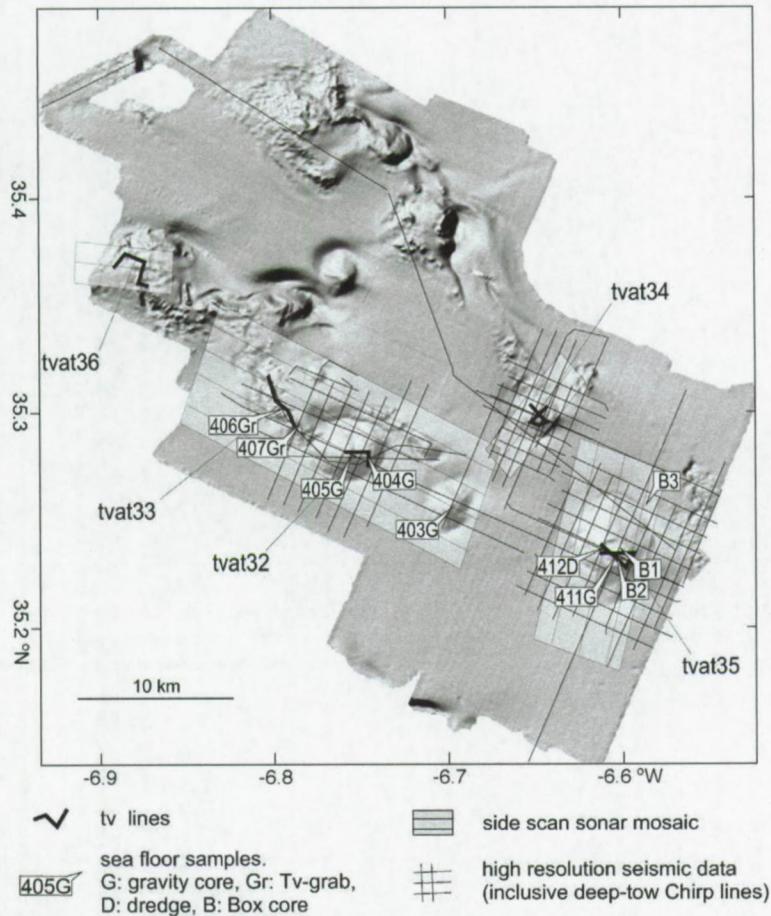 35.4
tvat34
tvat36
35.3
406Gr
407Gr
B3
405G
404G
tvat33
403G
tvat32
412D
B1
411G
B2
35.2 °N
tvat35
10 km
-6.9
-6.8
-6.7
-6.6 °W
tv lines
side scan sonar mosaic
sea floor samples.
405G
G: gravity core, Gr: Tv-grab,
D: dredge, B: Box core
high resolution seismic data
(inclusive deep-tow Chirp lines)